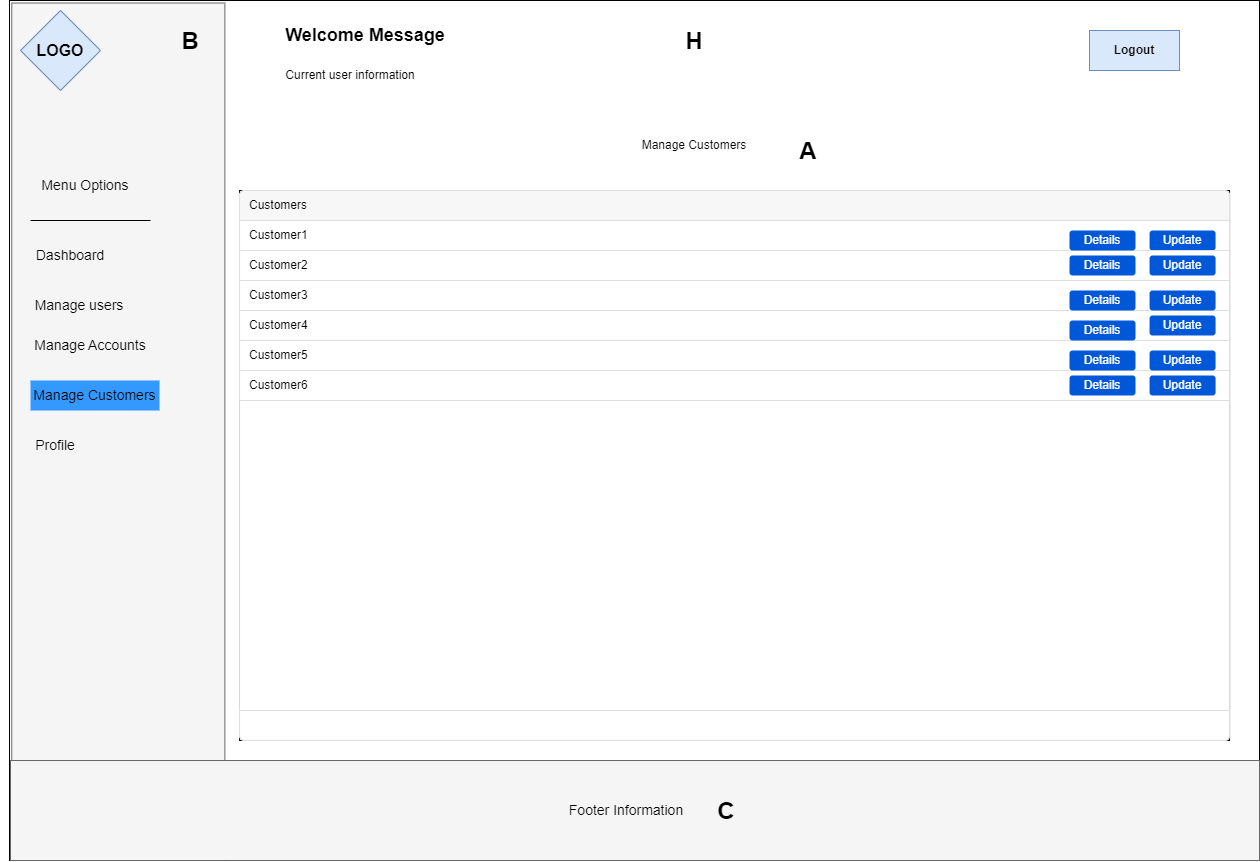 LOGO
B
Welcome Message
H
Logout
Current user information
Manage Customers
A
Menu Options
Dashboard
Manage users
Manage Accounts
Manage Customers
Profile
Customers
Customer1 Details Update
Customer2 Details Update
Customer3 Details Update
Customer4 Details Update
Customer5 Details Update
Customer6 Details Update
Footer Information
C